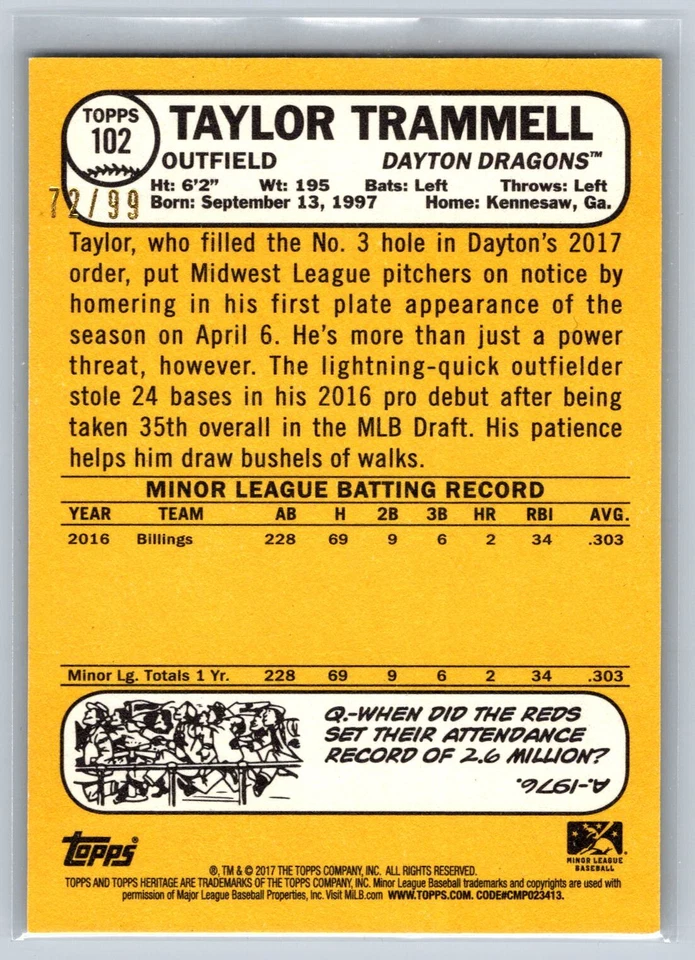 TOPPS
102
TAYLOR TRAMMELL
OUTFIELD DAYTON DRAGONS™
Ht: 6'2" Wt: 195 Bats: Left Throws: Left
72/99
Born: September 13, 1997 Home: Kennesaw, Ga.
Taylor, who filled the No. 3 hole in Dayton's 2017
order, put Midwest League pitchers on notice by
homering in his first plate appearance of the
season on April 6. He's more than just a power
threat, however. The lightning-quick outfielder
stole 24 bases in his 2016 pro debut after being
taken 35th overall in the MLB Draft. His patience
helps him draw bushels of walks.
MINOR LEAGUE BATTING RECORD
YEAR TEAM AB H 2B 3B HR RBI AVG.
2016 Billings 228 69 9 6 2 34 .303
Minor Lg. Totals 1 Yr. 228 69 9 6 2 34 .303
Q.-WHEN DID THE REDS
SET THEIR ATTENDANCE
RECORD OF 2.6 MILLION?
A.-1976.
Topps®
MINOR LEAGUE
BASEBALL
®, TM & © 2017 THE TOPPS COMPANY, INC. ALL RIGHTS RESERVED.
TOPPS AND TOPPS HERITAGE ARE TRADEMARKS OF THE TOPPS COMPANY, INC. Minor League Baseball trademarks and copyrights are used with
permission of Major League Baseball Properties, Inc. Visit MiLB.com WWW.TOPPS.COM. CODE#CMP023413.